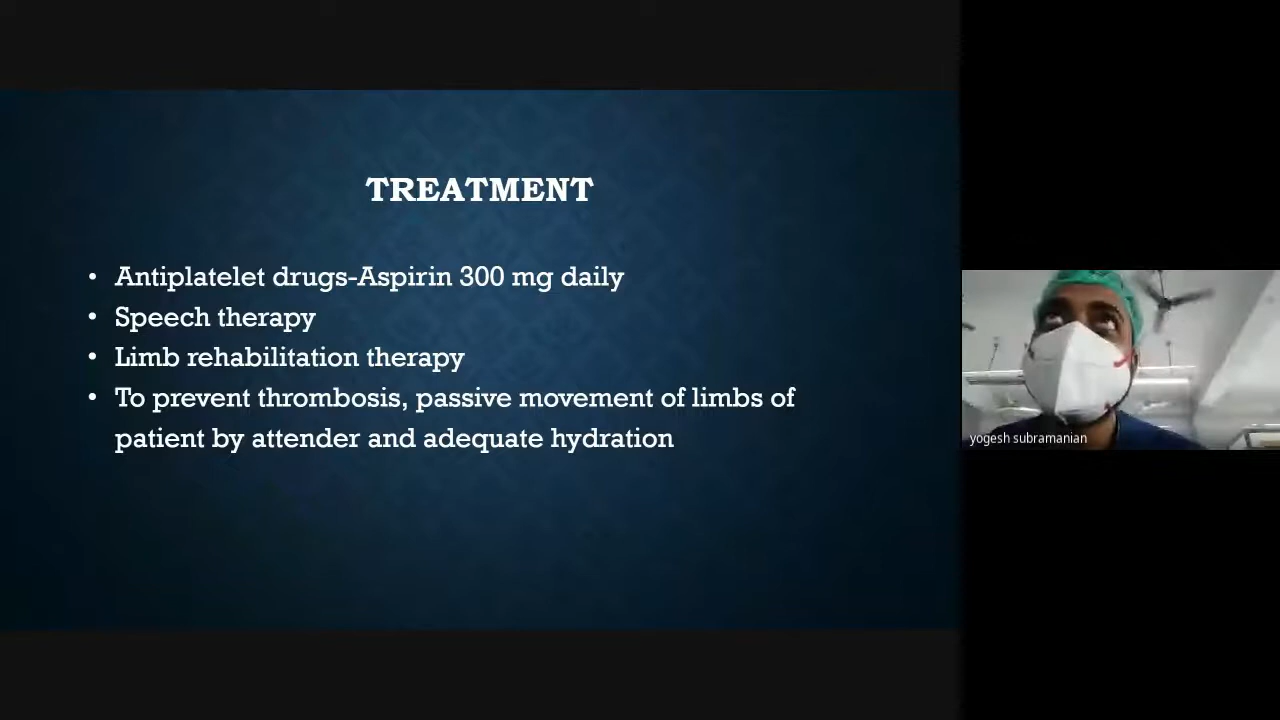 TREATMENT
• Antiplatelet drugs-Aspirin 300 mg daily
• Speech therapy
• Limb rehabilitation therapy
• To prevent thrombosis, passive movement of limbs of
patient by attender and adequate hydration
yogesh subramanian